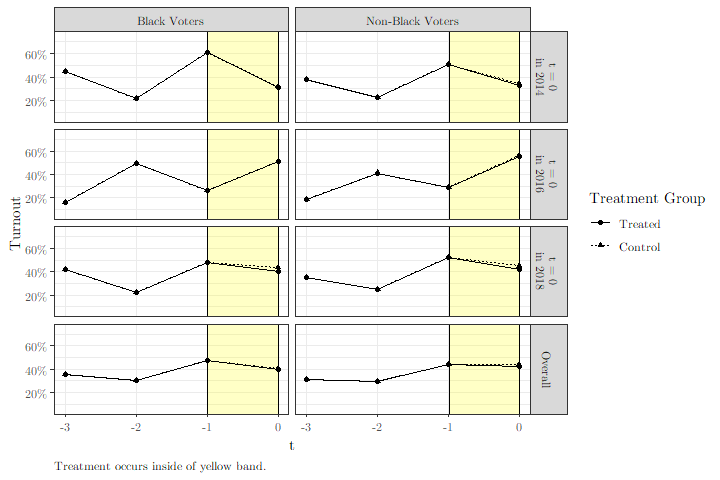 Black Voters
Non-Black Voters
60%
40%
20%
t = 0
in 2014
60%
40%
20%
t = 0
in 2016
60%
40%
20%
t = 0
in 2018
60%
40%
20%
Overall
Turnout
-3
-2
-1
0
-3
-2
-1
0
t
Treatment Group
Treated
Control
Treatment occurs inside of yellow band.